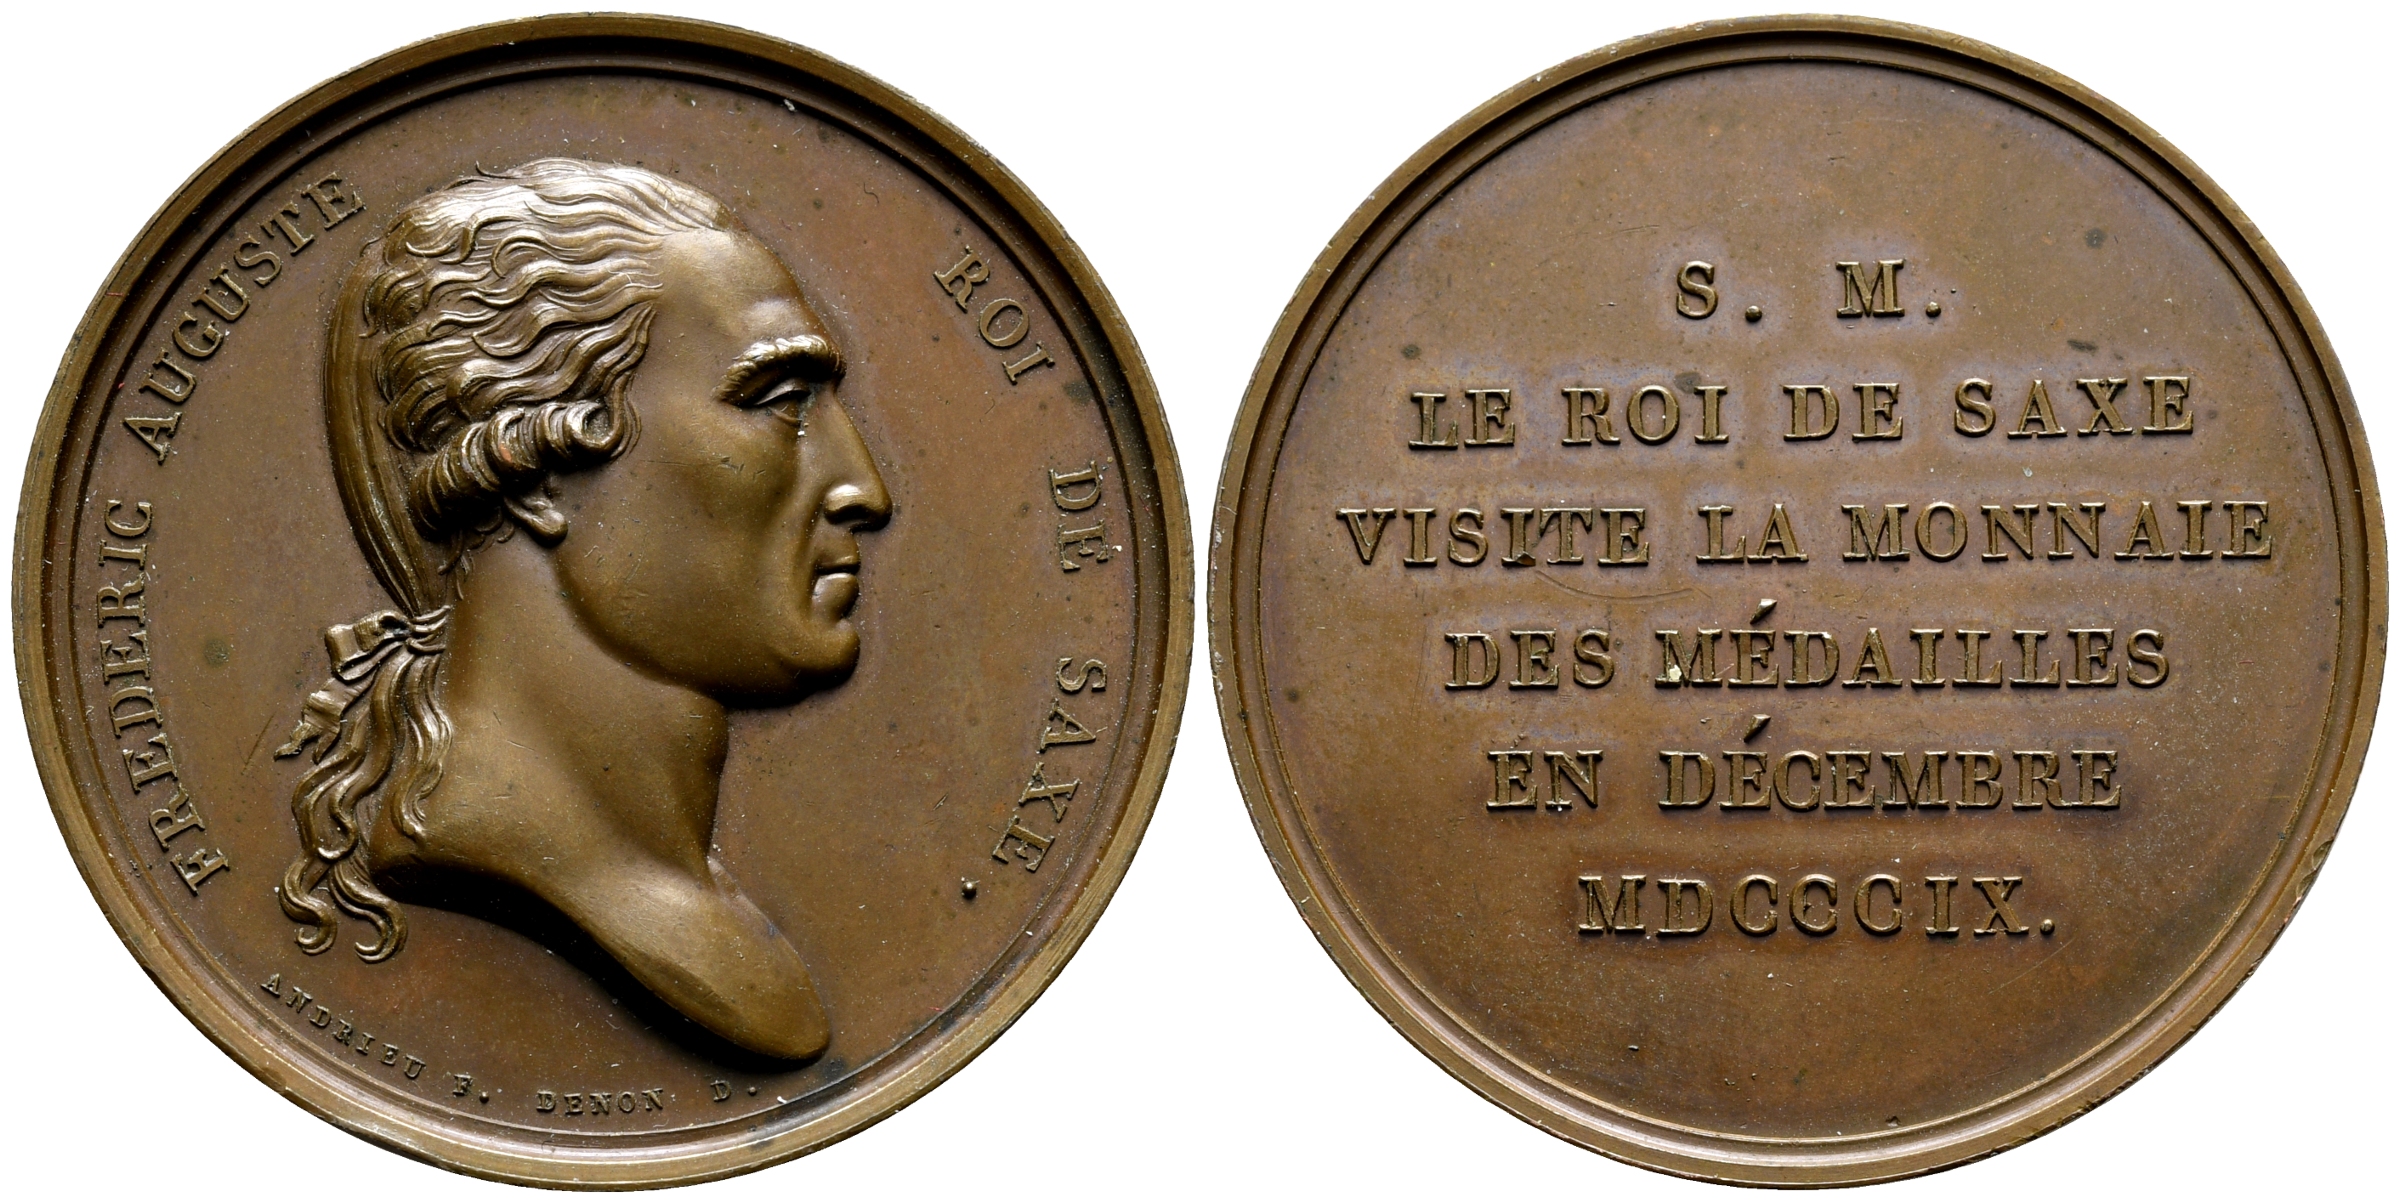 FREDERIC AUGUSTE ROI DE SAXE.
ANDRIEU F. DENON D.
S. M.
LE ROI DE SAXE
VISITE LA MONNAIE
DES MÉDAILLES
EN DÉCEMBRE
MDCCCIX.